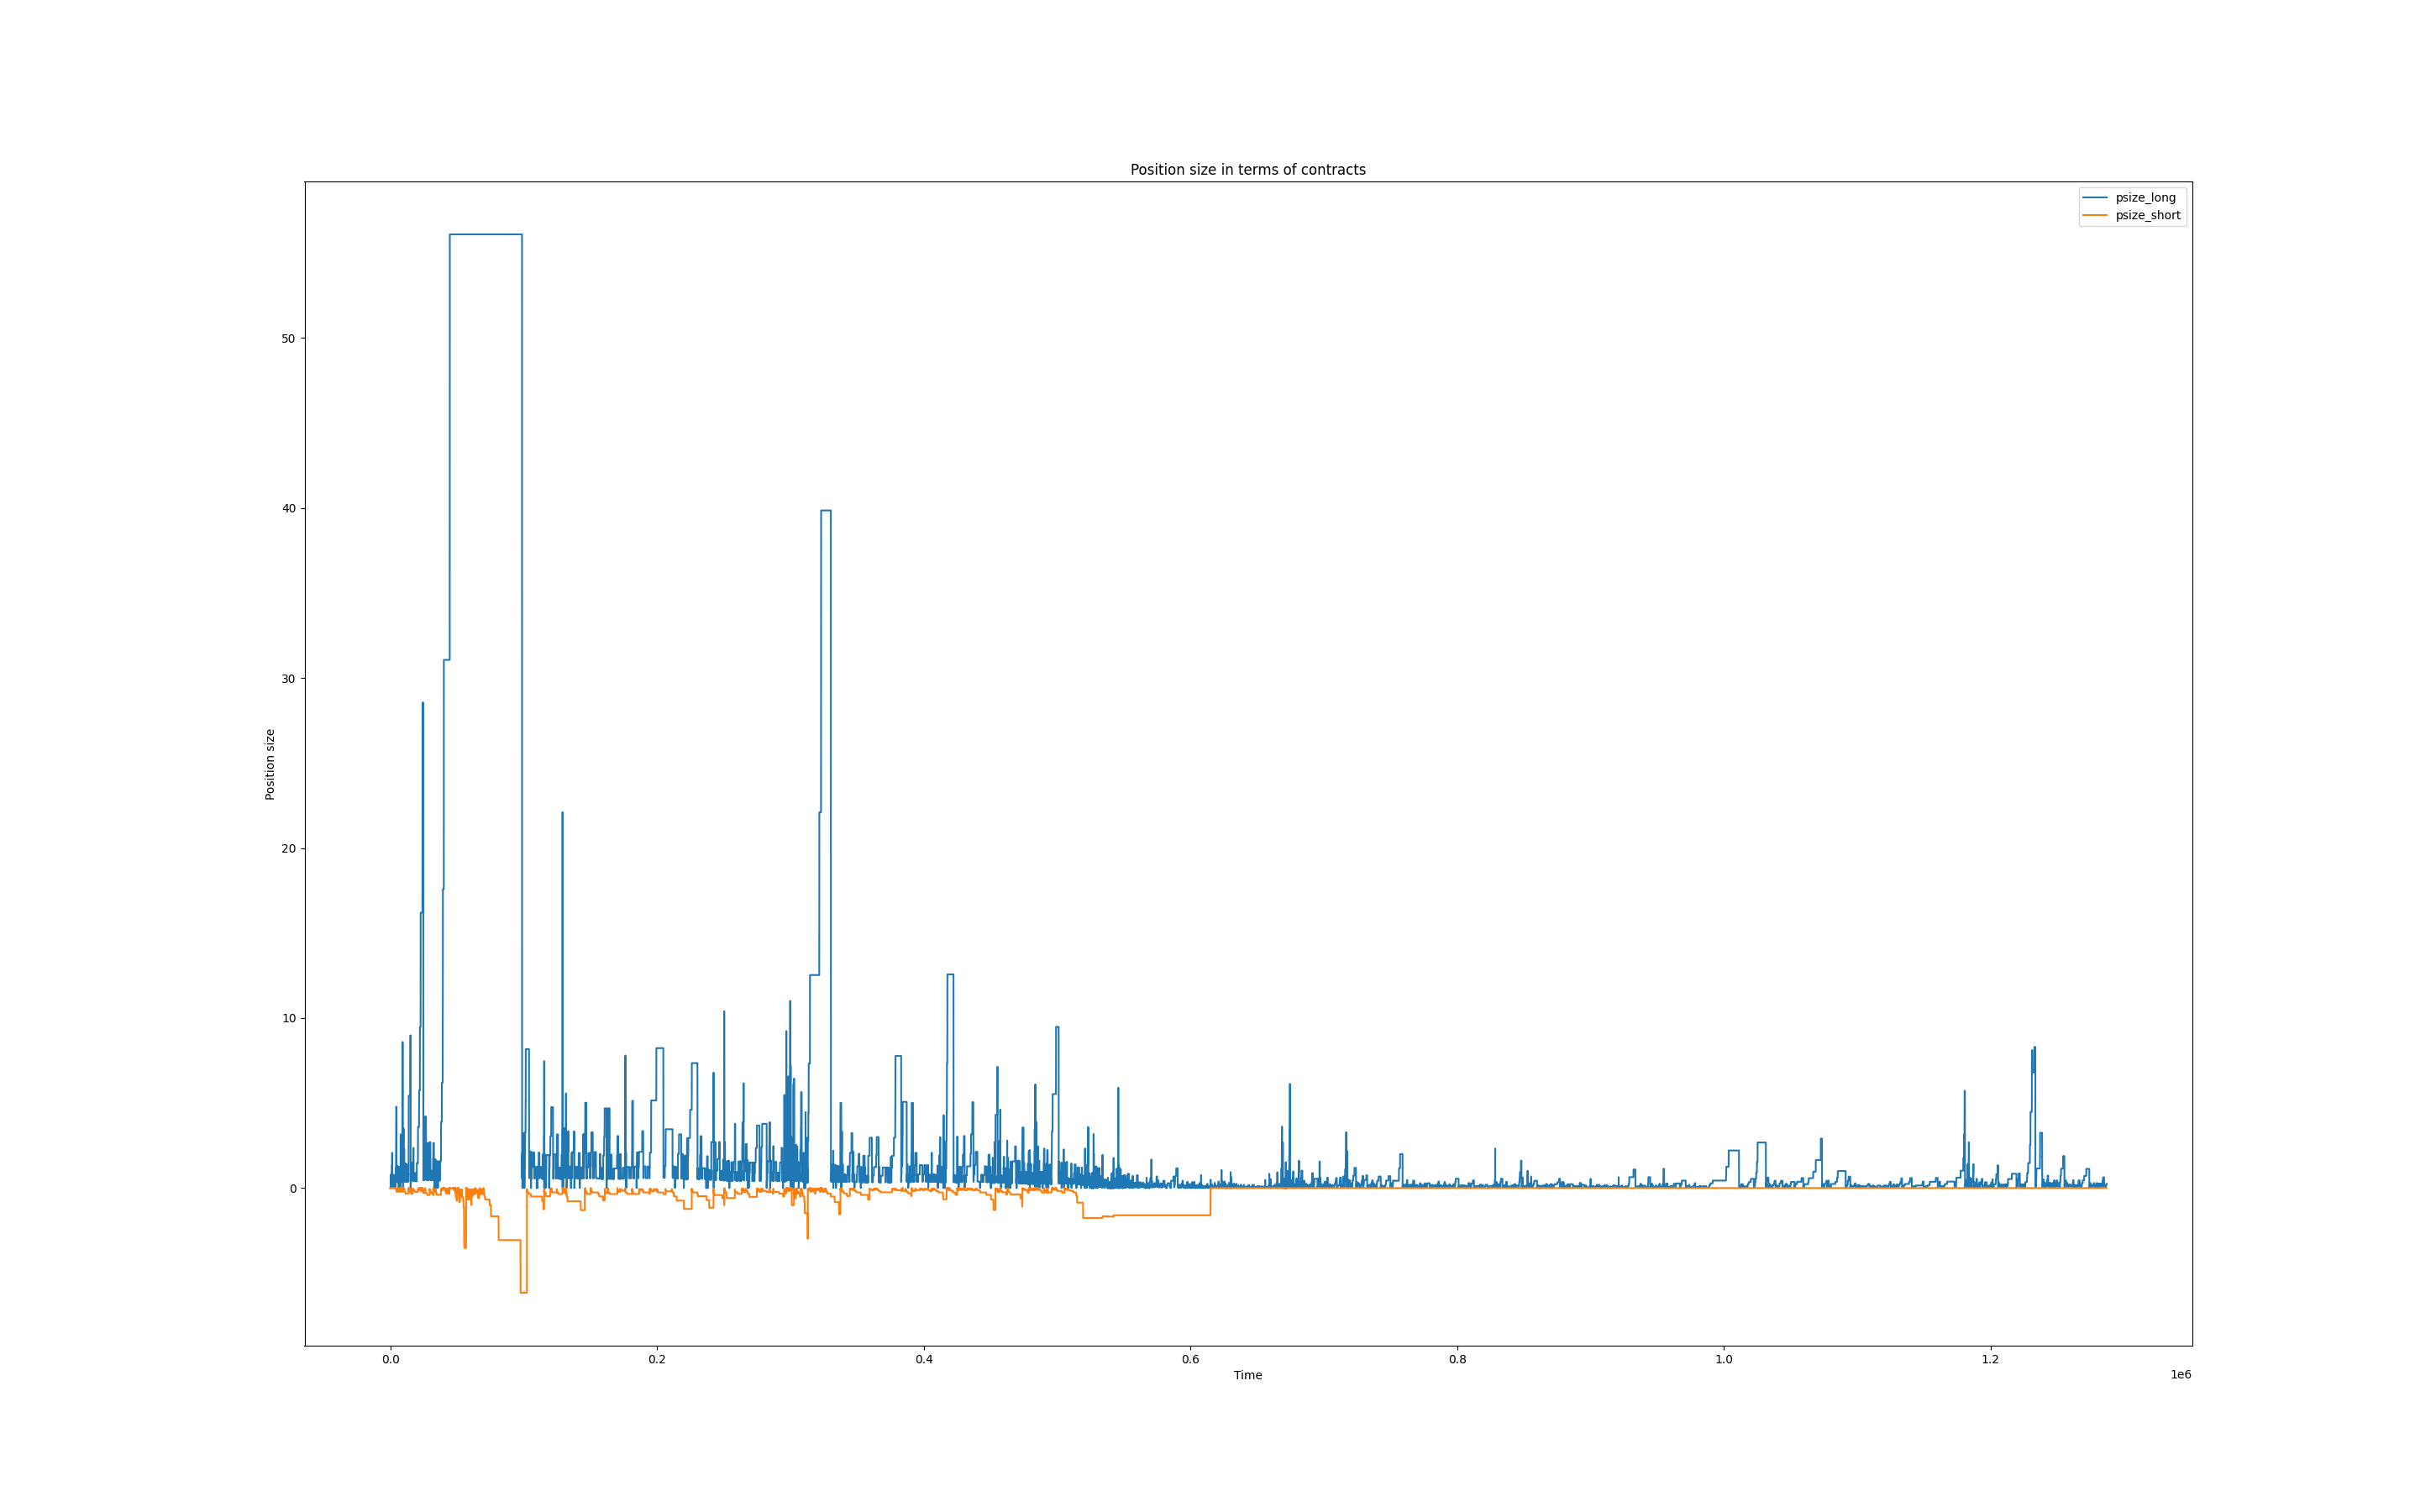 Position size in terms of contracts
psize_long
psize_short
50
40
30
20
10
0
Position size
0.0 0.2 0.4 0.6 0.8 1.0 1.2
1e6
Time